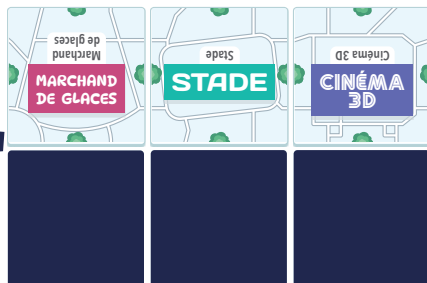 Marchand
de glaces
MARCHAND
DE GLACES
Stade
STADE
Cinéma 3D
CINÉMA
3D